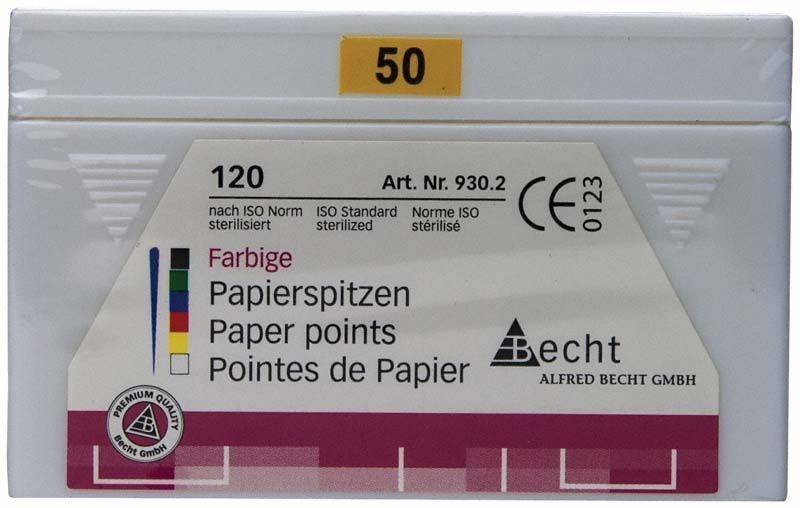 50
120 Art. Nr. 930.2
nach ISO Norm ISO Standard Norme ISO
sterilisiert sterilized stérilisé
CE 0123
Farbige
Papierspitzen
Paper points
Pointes de Papier
Becht
ALFRED BECHT GMBH
PREMIUM QUALITY
B
Becht GmbH